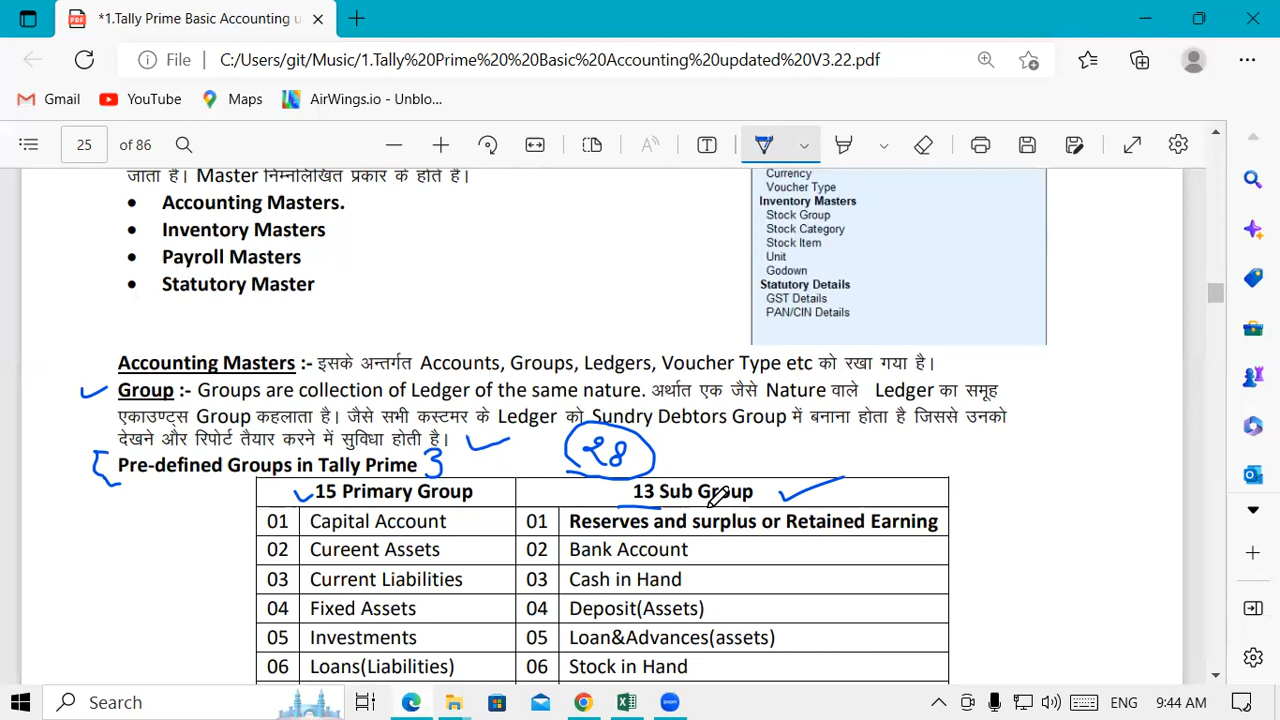 *1.Tally Prime Basic Accounting u
File
C:/Users/git/Music/1.Tally%20Prime%20%20Basic%20Accounting%20updated%20V3.22.pdf
Gmail
YouTube
Maps
AirWings.io - Unblo...
25
of 86
जाता है। Master निम्नलिखित प्रकार के होते है।
• Accounting Masters.
• Inventory Masters
• Payroll Masters
• Statutory Master
Currency
Voucher Type
Inventory Masters
Stock Group
Stock Category
Stock Item
Unit
Godown
Statutory Details
GST Details
PAN/CIN Details
Accounting Masters :- इसके अन्तर्गत Accounts, Groups, Ledgers, Voucher Type etc को रखा गया है।
Group :- Groups are collection of Ledger of the same nature. अर्थात एक जैसे Nature वाले Ledger का समूह
एकाउण्ट्स Group कहलाता है। जैसे सभी कस्टमर के Ledger को Sundry Debtors Group में बनाना होता है जिससे उनको
देखने और रिपोर्ट तैयार करने में सुविधा होती है।
28
Pre-defined Groups in Tally Prime
15 Primary Group 13 Sub Group
01 Capital Account 01 Reserves and surplus or Retained Earning
02 Cureent Assets 02 Bank Account
03 Current Liabilities 03 Cash in Hand
04 Fixed Assets 04 Deposit(Assets)
05 Investments 05 Loan&Advances(assets)
06 Loans(Liabilities) 06 Stock in Hand
Search
ENG
9:44 AM